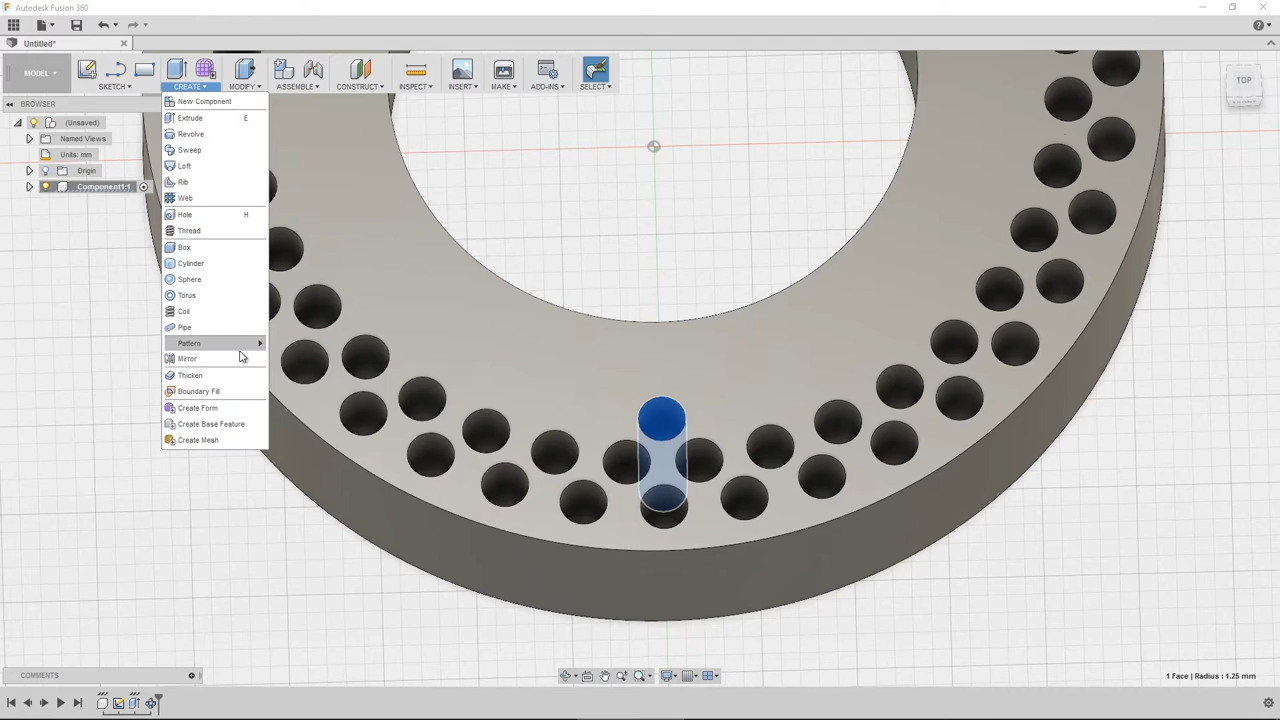 Autodesk Fusion 360
Untitled*
MODEL
SKETCH
CREATE
MODIFY
ASSEMBLE
CONSTRUCT
INSPECT
INSERT
MAKE
ADD-INS
SELECT
TOP
BROWSER
(Unsaved)
Named Views
Units: mm
Origin
Component1:1
New Component
Extrude E
Revolve
Sweep
Loft
Rib
Web
Hole H
Thread
Box
Cylinder
Sphere
Torus
Coil
Pipe
Pattern
Mirror
Thicken
Boundary Fill
Create Form
Create Base Feature
Create Mesh
COMMENTS
1 Face | Radius : 1.25 mm